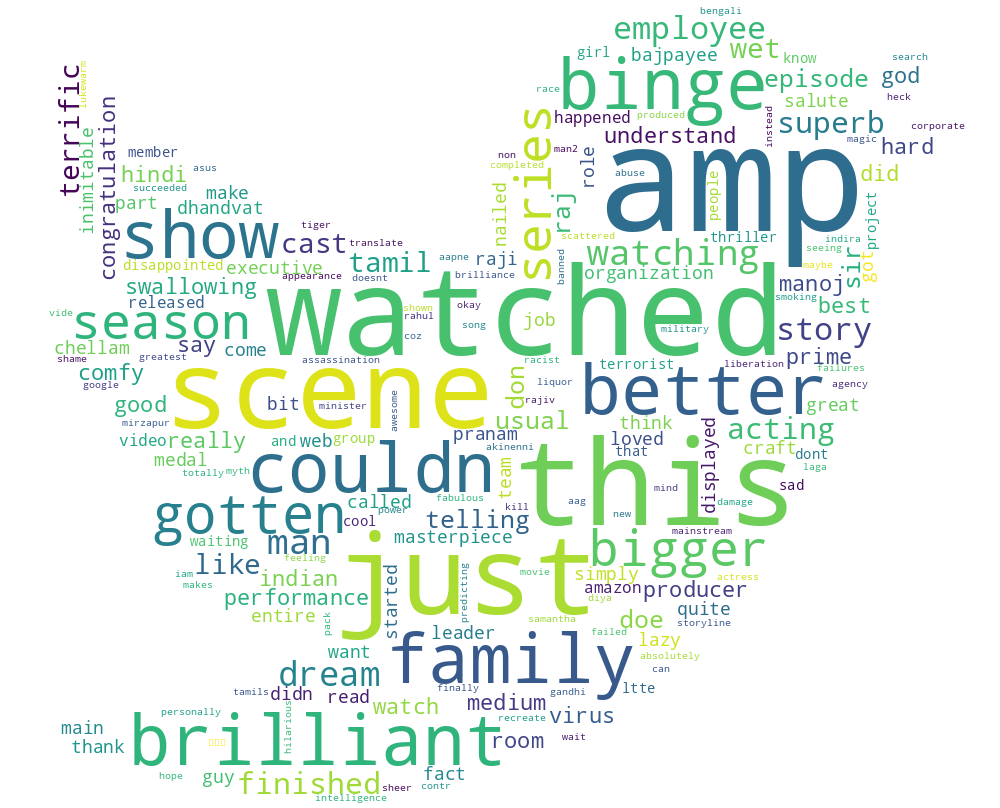 bengali
employee
girl bajpayee wet know
search
binge
episode god
race
produced
salute
heck
happened
instead
superb
corporate
terrific
lukewarm
inimitable
congratulation
member
hindi
asus
succeeded
make
part
dhandvat
show
tiger
cast
translate
disappointed
executive
tamil
appearance
doesnt
aapne
raji
brilliance
swallowing
released
series
non
man2
completed
nailed
raj
role
understand
abuse
people
amp
magic
hard
did
thriller
indira
project
scattered
banned
watching
seeing
maybe
sir
got
organization
manoj
smoking
best
vide
season
watched
shown
rahul
okay
song
coz
job
military
story
chellam
say
come
shame
greatest
google
assassination
racist
terrorist
liberation
prime
failures
agency
comfy
scene
awesome
don
liquor
rajiv
better
good
mirzapur
bit
minister
usual
think
loved
that
great
acting
displayed
craft
dont
video
really
and
web
group
pranam
akinenni
medal
totally
myth
couldn
team
this
aag
mind
damage
laga
sad
called
fabulous
power
kill
new
mainstream
gotten
cool
telling
waiting
man
masterpiece
bigger
iam
makes
like
feeling
indian
just
predicting
movie
simply
actress
performance
amazon
producer
diya
entire
pack
started
samantha
doe
quite
storyline
leader
failed
lazy
absolutely
want
family
can
dream
tamils
didn
read
finally
gandhi
ltte
watch
medium
personally
recreate
virus
main
thank
brilliant
hilarious
room
wait
hope
guy
finished
fact
contr
sheer
intelligence